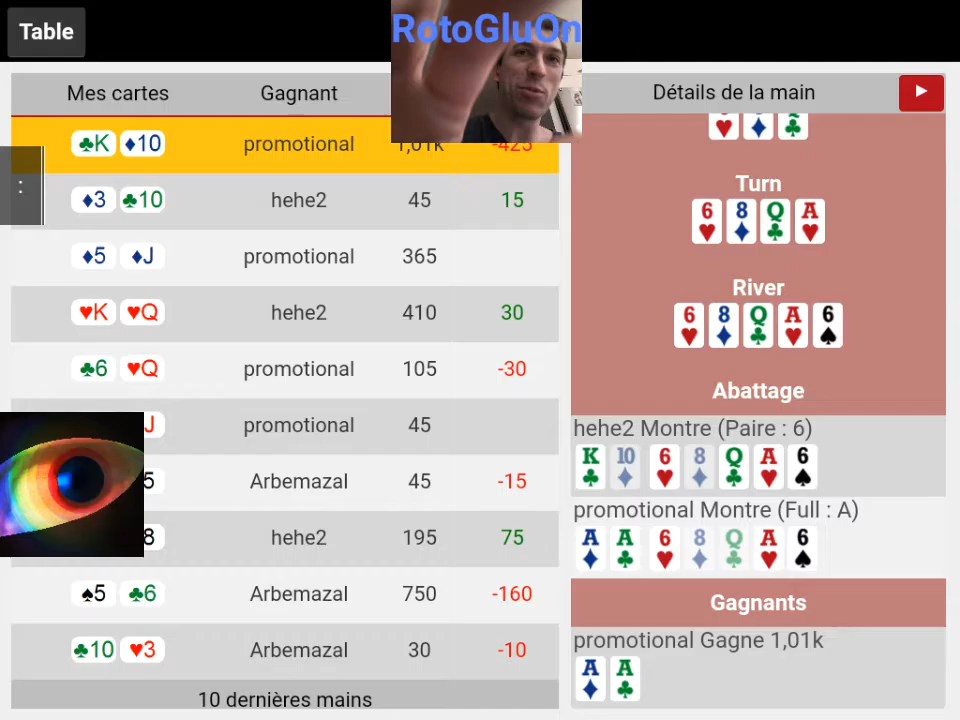 Table
RotoGluOn
Mes cartes Gagnant
♣K ♦10 promotional 1,01k -425
♦3 ♣10 hehe2 45 15
♦5 ♦J promotional 365
♥K ♥Q hehe2 410 30
♣6 ♥Q promotional 105 -30
J promotional 45
5 Arbemazal 45 -15
8 hehe2 195 75
♠5 ♣6 Arbemazal 750 -160
♣10 ♥3 Arbemazal 30 -10
10 dernières mains
:
Détails de la main
Turn
6♥ 8♦ Q♣ A♥
River
6♥ 8♦ Q♣ A♥ 6♠
Abattage
hehe2 Montre (Paire : 6)
K♣ 10♦ 6♥ 8♦ Q♣ A♥ 6♠
promotional Montre (Full : A)
A♦ A♣ 6♥ 8♦ Q♣ A♥ 6♠
Gagnants
promotional Gagne 1,01k
A♦ A♣